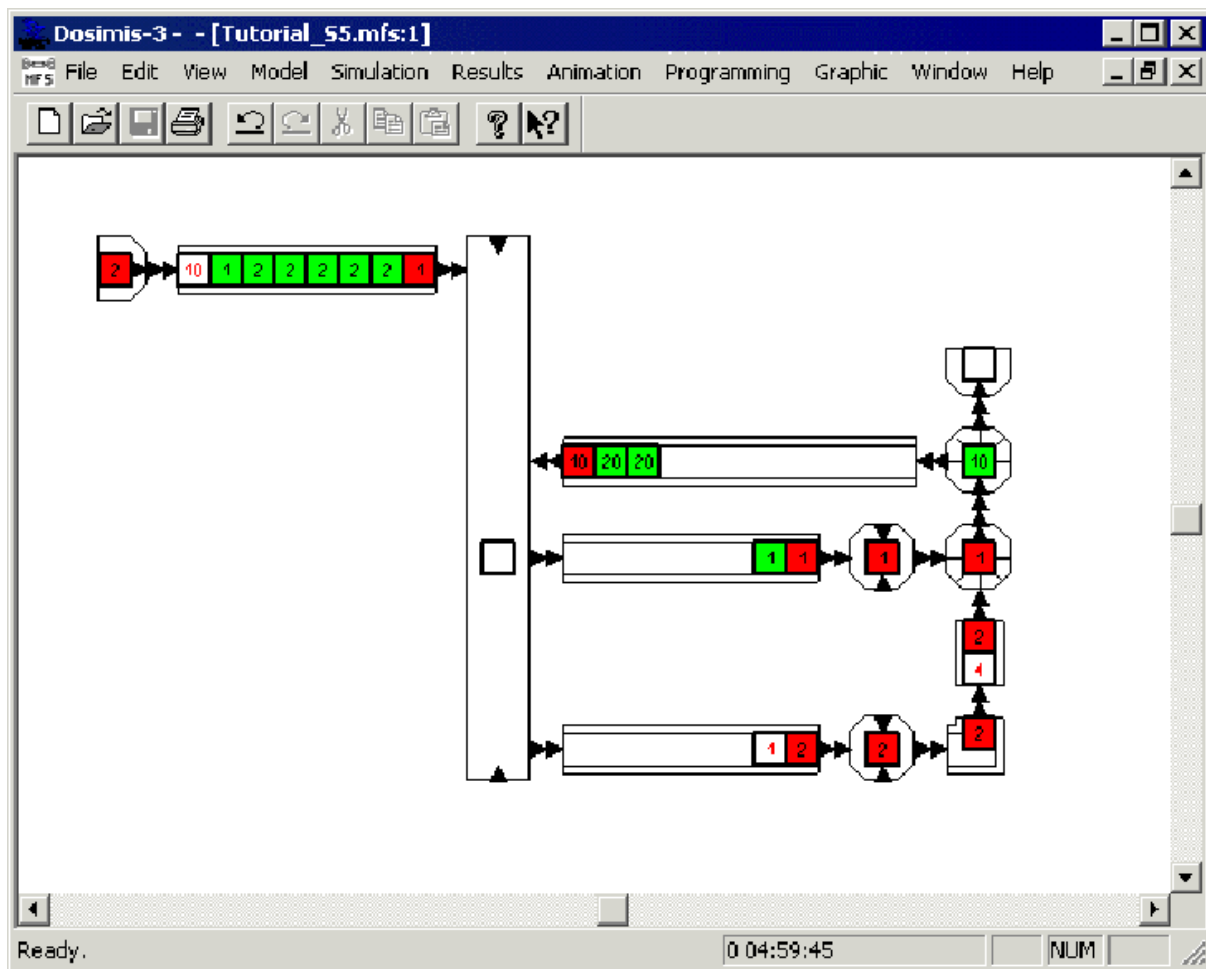 Dosimis-3 - - [Tutorial_S5.mfs:1]
MFS File Edit View Model Simulation Results Animation Programming Graphic Window Help
2 10 1 2 2 2 2 2 1
10 20 20 10
1 1 1 1
2
4
2
1 2 2
Ready. 0 04:59:45 NUM